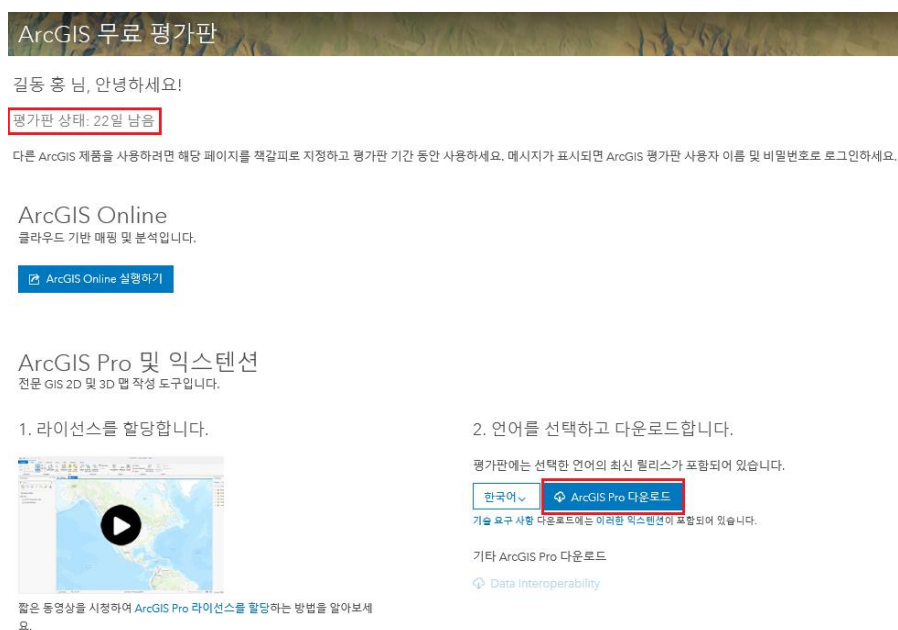 ArcGIS 무료 평가판
길동 홍 님, 안녕하세요!
평가판 상태: 22일 남음
다른 ArcGIS 제품을 사용하려면 해당 페이지를 책갈피로 지정하고 평가판 기간 동안 사용하세요. 메시지가 표시되면 ArcGIS 평가판 사용자 이름 및 비밀번호로 로그인하세요.
ArcGIS Online
클라우드 기반 매핑 및 분석입니다.
ArcGIS Online 실행하기
ArcGIS Pro 및 익스텐션
전문 GIS 2D 및 3D 맵 작성 도구입니다.
1. 라이선스를 할당합니다.
짧은 동영상을 시청하여 ArcGIS Pro 라이선스를 할당하는 방법을 알아보세
요.
2. 언어를 선택하고 다운로드합니다.
평가판에는 선택한 언어의 최신 릴리스가 포함되어 있습니다.
한국어 ArcGIS Pro 다운로드
기술 요구 사항 다운로드에는 이러한 익스텐션이 포함되어 있습니다.
기타 ArcGIS Pro 다운로드
Data Interoperability